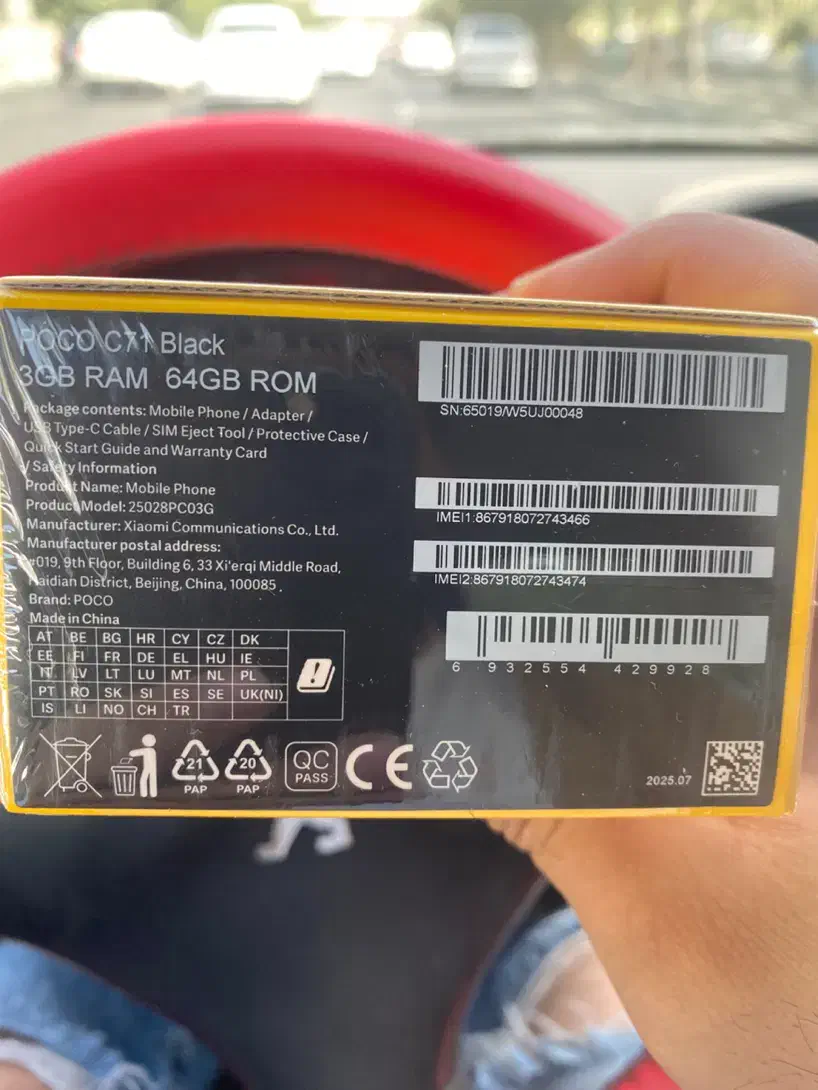 POCO C71 Black
3GB RAM 64GB ROM
Package contents: Mobile Phone / Adapter /
USB Type-C Cable / SIM Eject Tool / Protective Case /
Quick Start Guide and Warranty Card
/ Safety Information
Product Name: Mobile Phone
Product Model: 25028PC03G
Manufacturer: Xiaomi Communications Co., Ltd.
Manufacturer postal address:
#019, 9th Floor, Building 6, 33 Xi'erqi Middle Road,
Haidian District, Beijing, China, 100085
Brand: POCO
Made in China
AT BE BG HR CY CZ DK
EE FI FR DE EL HU IE
IT LV LT LU MT NL PL
PT RO SK SI ES SE UK(NI)
IS LI NO CH TR
21
PAP
20
PAP
QC
PASS
CE
SN:65019/W5UJ00048
IMEI1:867918072743466
IMEI2:867918072743474
6 932554 429928
2025.07